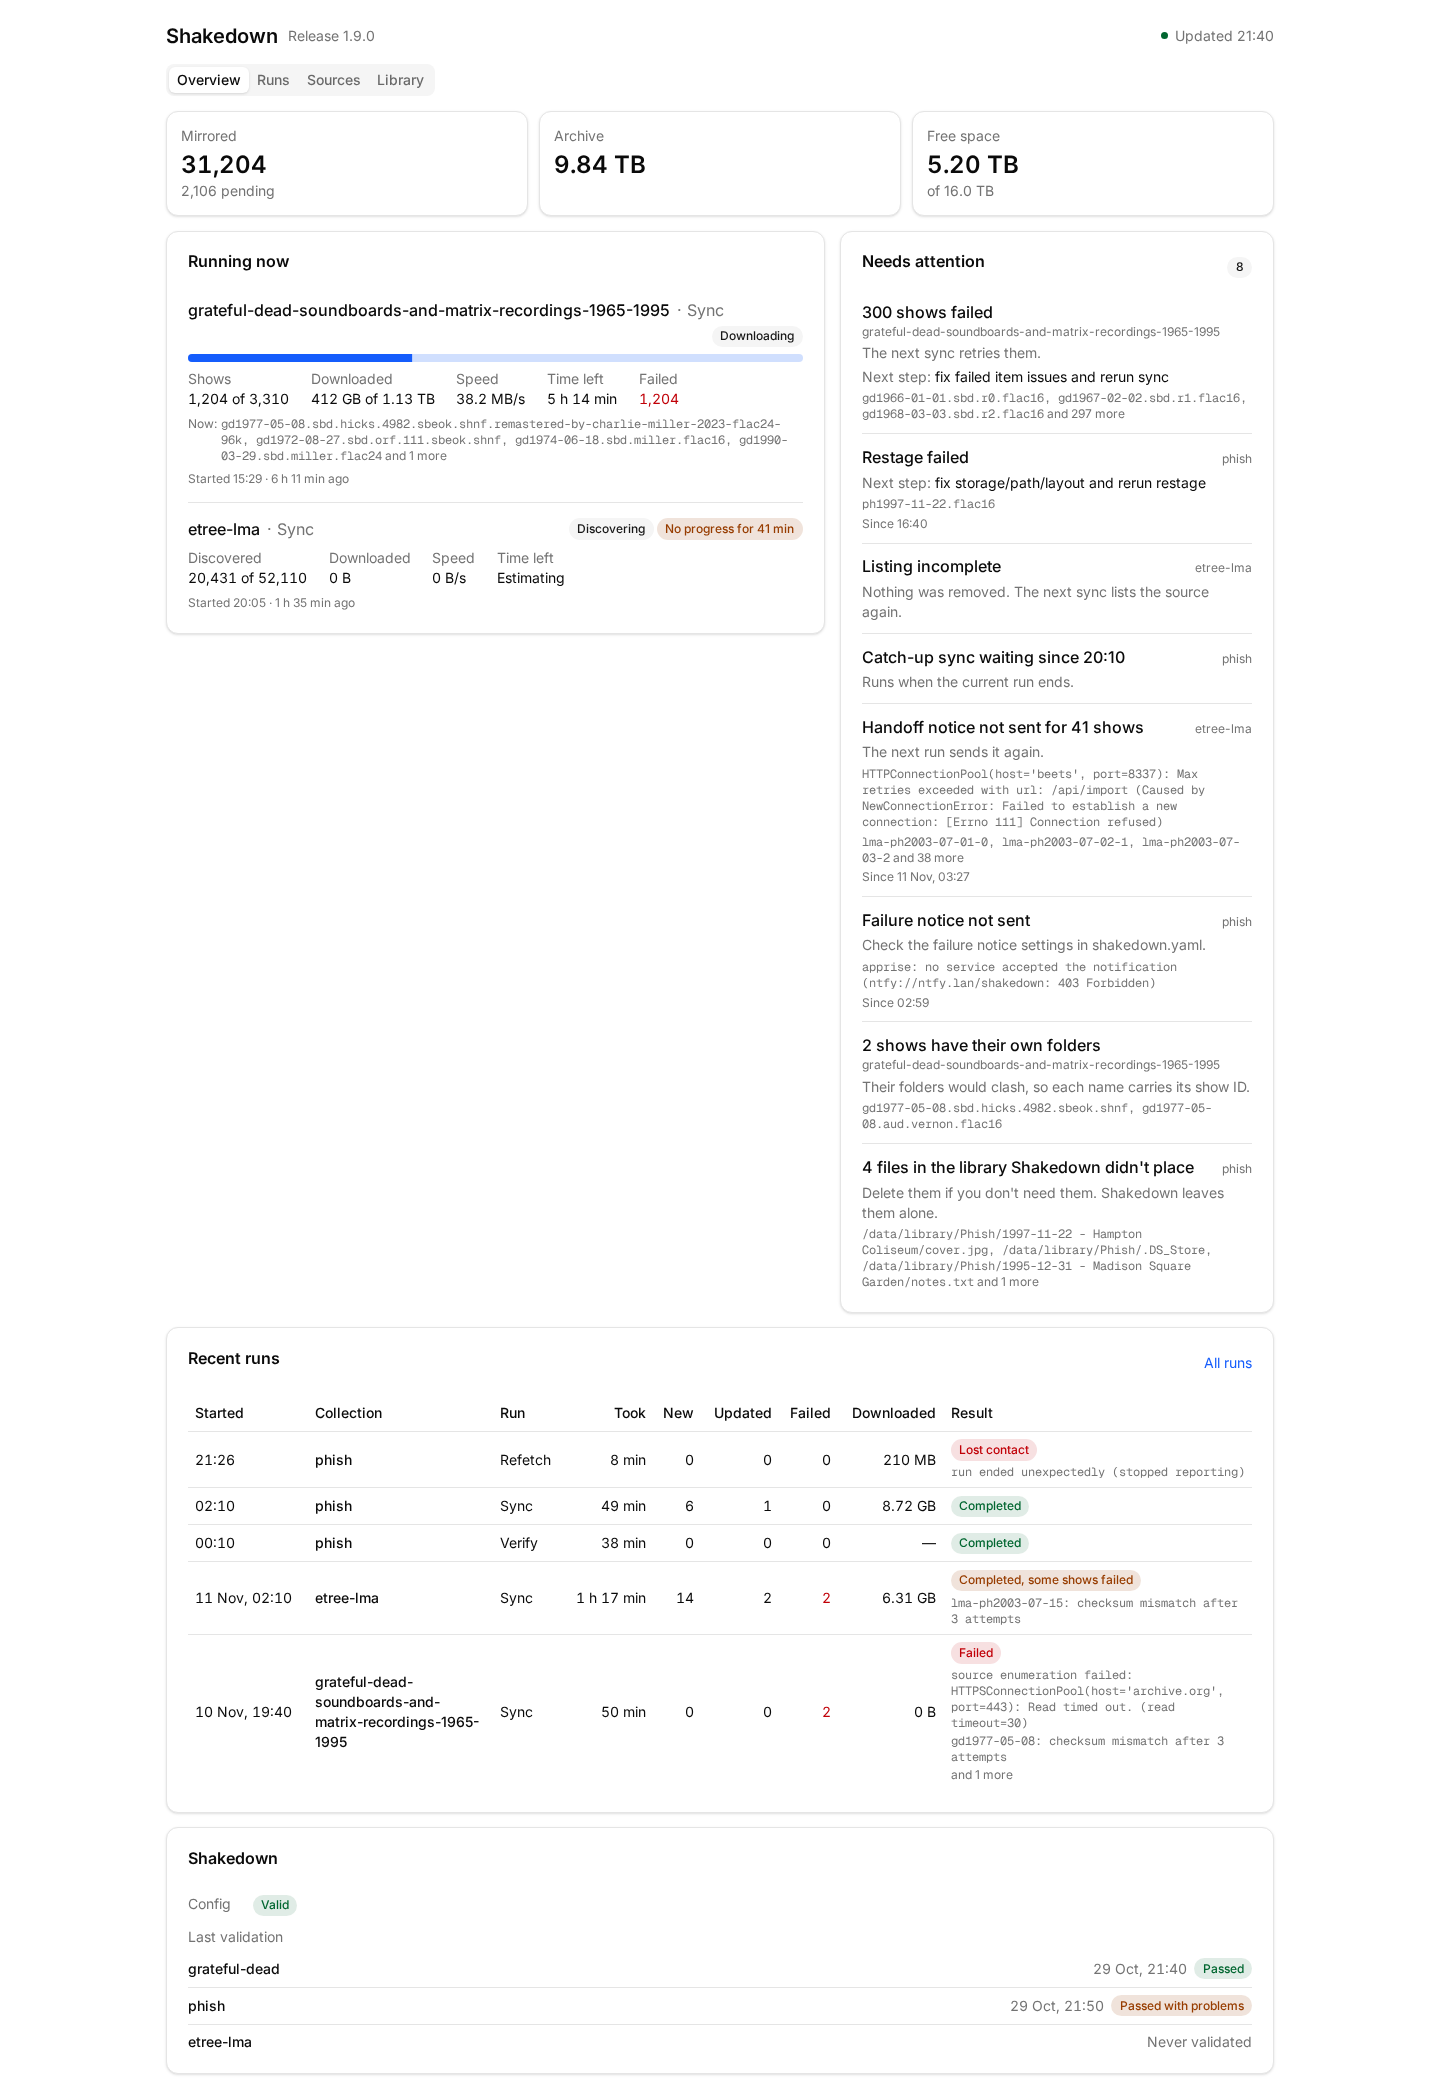 Shakedown Release 1.9.0
Updated 21:40
Overview Runs Sources Library
Mirrored
31,204
2,106 pending
Archive
9.84 TB
Free space
5.20 TB
of 16.0 TB
Running now
grateful-dead-soundboards-and-matrix-recordings-1965-1995 · Sync
Downloading
Shows Downloaded Speed Time left Failed
1,204 of 3,310 412 GB of 1.13 TB 38.2 MB/s 5 h 14 min 1,204
Now: gd1977-05-08.sbd.hicks.4982.sbeok.shnf.remastered-by-charlie-miller-2023-flac24-
96k, gd1972-08-27.sbd.orf.111.sbeok.shnf, gd1974-06-18.sbd.miller.flac16, gd1990-
03-29.sbd.miller.flac24 and 1 more
Started 15:29 · 6 h 11 min ago
etree-lma · Sync Discovering No progress for 41 min
Discovered Downloaded Speed Time left
20,431 of 52,110 0 B 0 B/s Estimating
Started 20:05 · 1 h 35 min ago
Needs attention 8
300 shows failed
grateful-dead-soundboards-and-matrix-recordings-1965-1995
The next sync retries them.
Next step: fix failed item issues and rerun sync
gd1966-01-01.sbd.r0.flac16, gd1967-02-02.sbd.r1.flac16,
gd1968-03-03.sbd.r2.flac16 and 297 more
Restage failed phish
Next step: fix storage/path/layout and rerun restage
ph1997-11-22.flac16
Since 16:40
Listing incomplete etree-lma
Nothing was removed. The next sync lists the source
again.
Catch-up sync waiting since 20:10 phish
Runs when the current run ends.
Handoff notice not sent for 41 shows etree-lma
The next run sends it again.
HTTPConnectionPool(host='beets', port=8337): Max
retries exceeded with url: /api/import (Caused by
NewConnectionError: Failed to establish a new
connection: [Errno 111] Connection refused)
lma-ph2003-07-01-0, lma-ph2003-07-02-1, lma-ph2003-07-
03-2 and 38 more
Since 11 Nov, 03:27
Failure notice not sent phish
Check the failure notice settings in shakedown.yaml.
apprise: no service accepted the notification
(ntfy://ntfy.lan/shakedown: 403 Forbidden)
Since 02:59
2 shows have their own folders
grateful-dead-soundboards-and-matrix-recordings-1965-1995
Their folders would clash, so each name carries its show ID.
gd1977-05-08.sbd.hicks.4982.sbeok.shnf, gd1977-05-
08.aud.vernon.flac16
4 files in the library Shakedown didn't place phish
Delete them if you don't need them. Shakedown leaves
them alone.
/data/library/Phish/1997-11-22 - Hampton
Coliseum/cover.jpg, /data/library/Phish/.DS_Store,
/data/library/Phish/1995-12-31 - Madison Square
Garden/notes.txt and 1 more
Recent runs All runs
Started Collection Run Took New Updated Failed Downloaded Result
21:26 phish Refetch 8 min 0 0 0 210 MB Lost contact
run ended unexpectedly (stopped reporting)
02:10 phish Sync 49 min 6 1 0 8.72 GB Completed
00:10 phish Verify 38 min 0 0 0 — Completed
11 Nov, 02:10 etree-lma Sync 1 h 17 min 14 2 2 6.31 GB Completed, some shows failed
lma-ph2003-07-15: checksum mismatch after
3 attempts
10 Nov, 19:40 grateful-dead-
soundboards-and-
matrix-recordings-1965-
1995 Sync 50 min 0 0 2 0 B Failed
source enumeration failed:
HTTPSConnectionPool(host='archive.org',
port=443): Read timed out. (read
timeout=30)
gd1977-05-08: checksum mismatch after 3
attempts
and 1 more
Shakedown
Config Valid
Last validation
grateful-dead 29 Oct, 21:40 Passed
phish 29 Oct, 21:50 Passed with problems
etree-lma Never validated